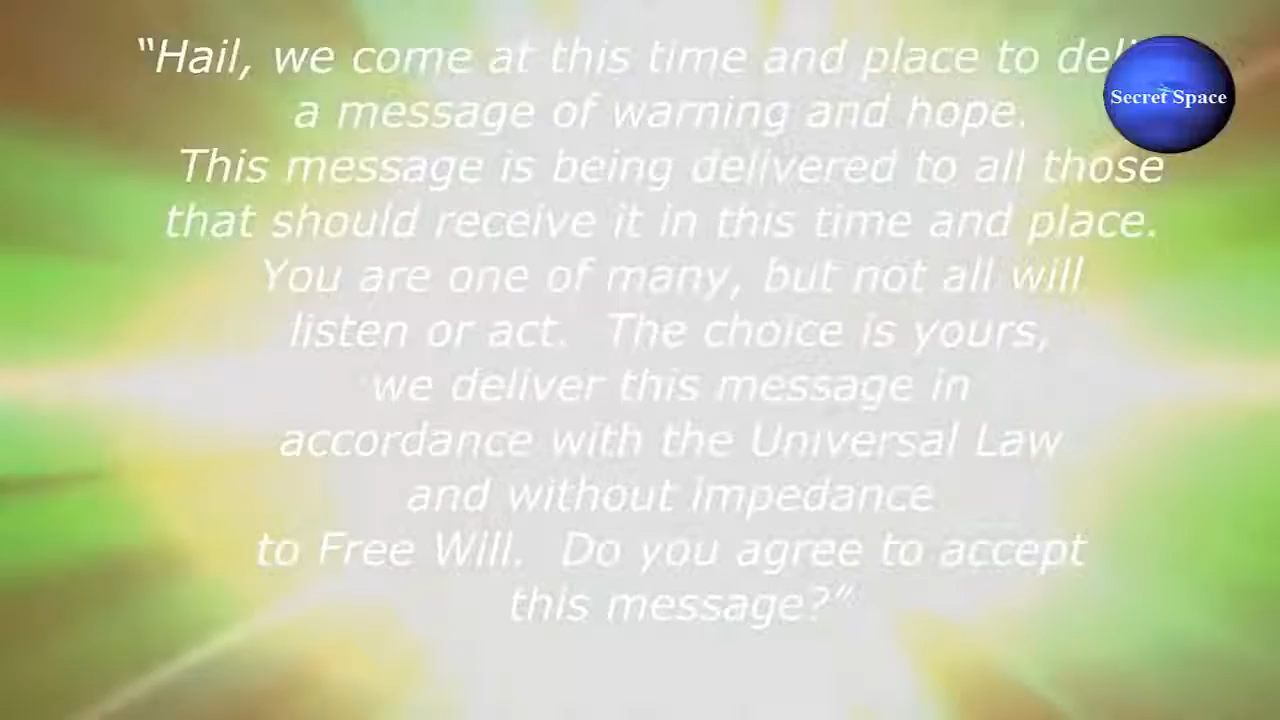 “Hail, we come at this time and place to
a message of warning and hope.
This message is being delivered to all those
that should receive it in this time and place.
You are one of many, but not all will
listen or act. The choice is yours,
we deliver this message in
accordance with the Universal Law
and without impedance
to Free Will. Do you agree to accept
this message?”
Secret Space